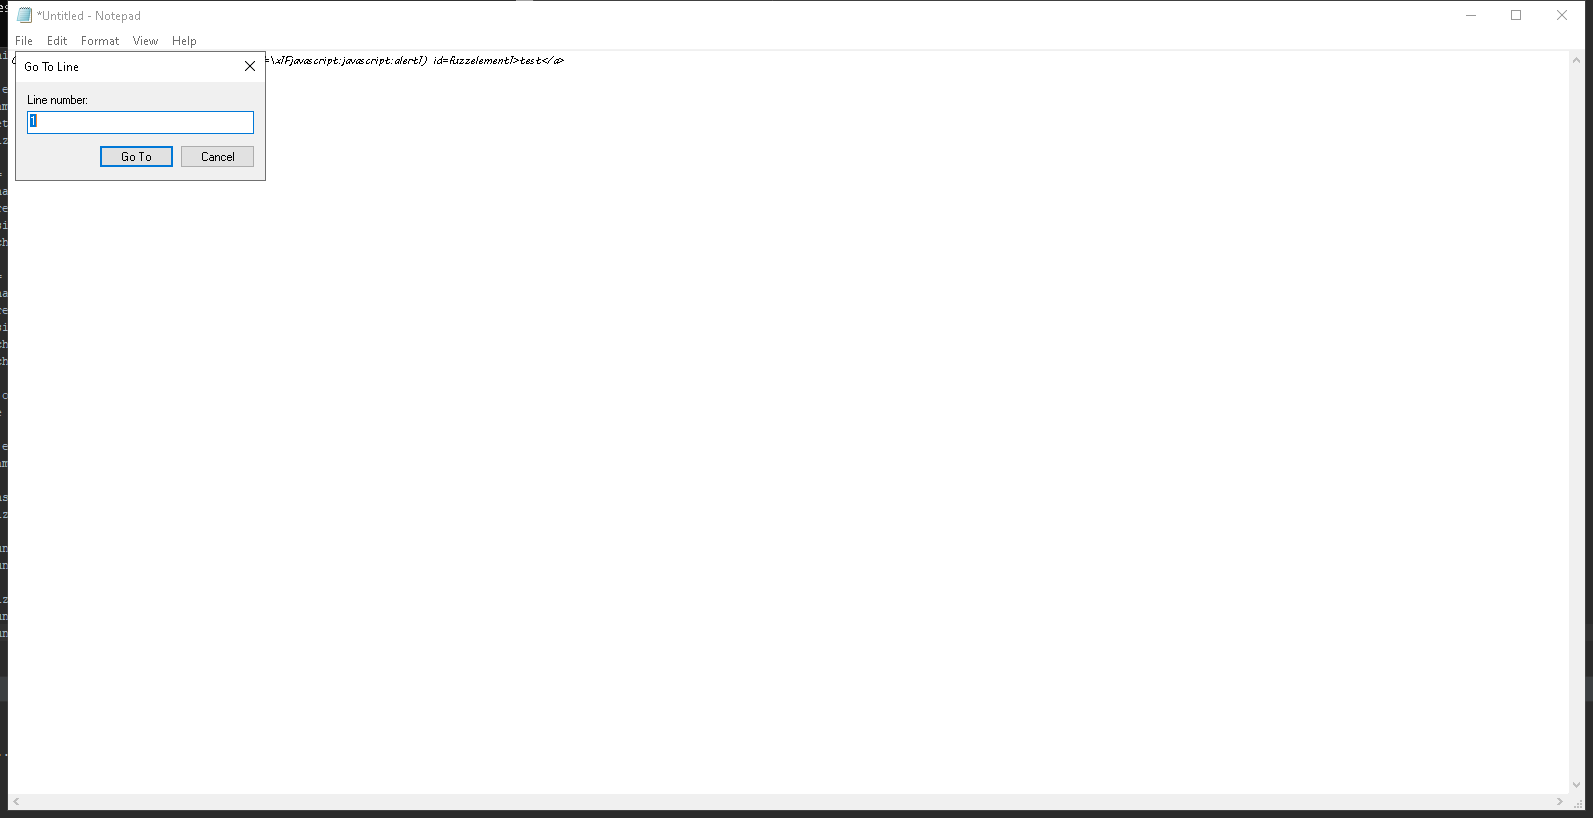 *Untitled - Notepad
File Edit Format View Help
=\x1Fjavascript:javascript:alert1) id=fuzzelement1>test</a>
Go To Line
Line number:
1
Go To
Cancel